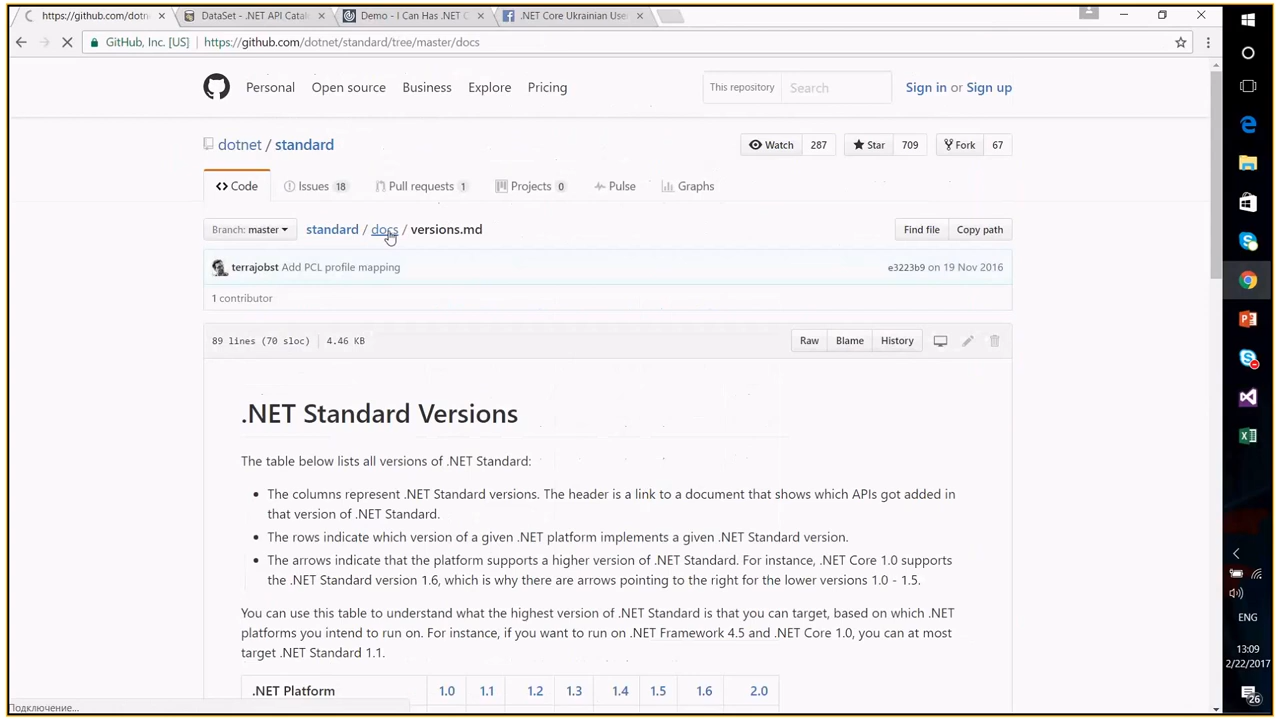 https://github.com/dotn
DataSet - .NET API Catal
Demo - I Can Has .NET C
.NET Core Ukrainian Use
GitHub, Inc. [US] https://github.com/dotnet/standard/tree/master/docs
Personal Open source Business Explore Pricing
This repository Search
Sign in or Sign up
dotnet / standard
Watch 287 Star 709 Fork 67
Code Issues 18 Pull requests 1 Projects 0 Pulse Graphs
Branch: master standard / docs / versions.md Find file Copy path
terrajobst Add PCL profile mapping e3223b9 on 19 Nov 2016
1 contributor
89 lines (70 sloc) 4.46 KB Raw Blame History
.NET Standard Versions
The table below lists all versions of .NET Standard:
• The columns represent .NET Standard versions. The header is a link to a document that shows which APIs got added in
that version of .NET Standard.
• The rows indicate which version of a given .NET platform implements a given .NET Standard version.
• The arrows indicate that the platform supports a higher version of .NET Standard. For instance, .NET Core 1.0 supports
the .NET Standard version 1.6, which is why there are arrows pointing to the right for the lower versions 1.0 - 1.5.
You can use this table to understand what the highest version of .NET Standard is that you can target, based on which .NET
platforms you intend to run on. For instance, if you want to run on .NET Framework 4.5 and .NET Core 1.0, you can at most
target .NET Standard 1.1.
.NET Platform 1.0 1.1 1.2 1.3 1.4 1.5 1.6 2.0
Подключение...
ENG
13:09
2/22/2017
26